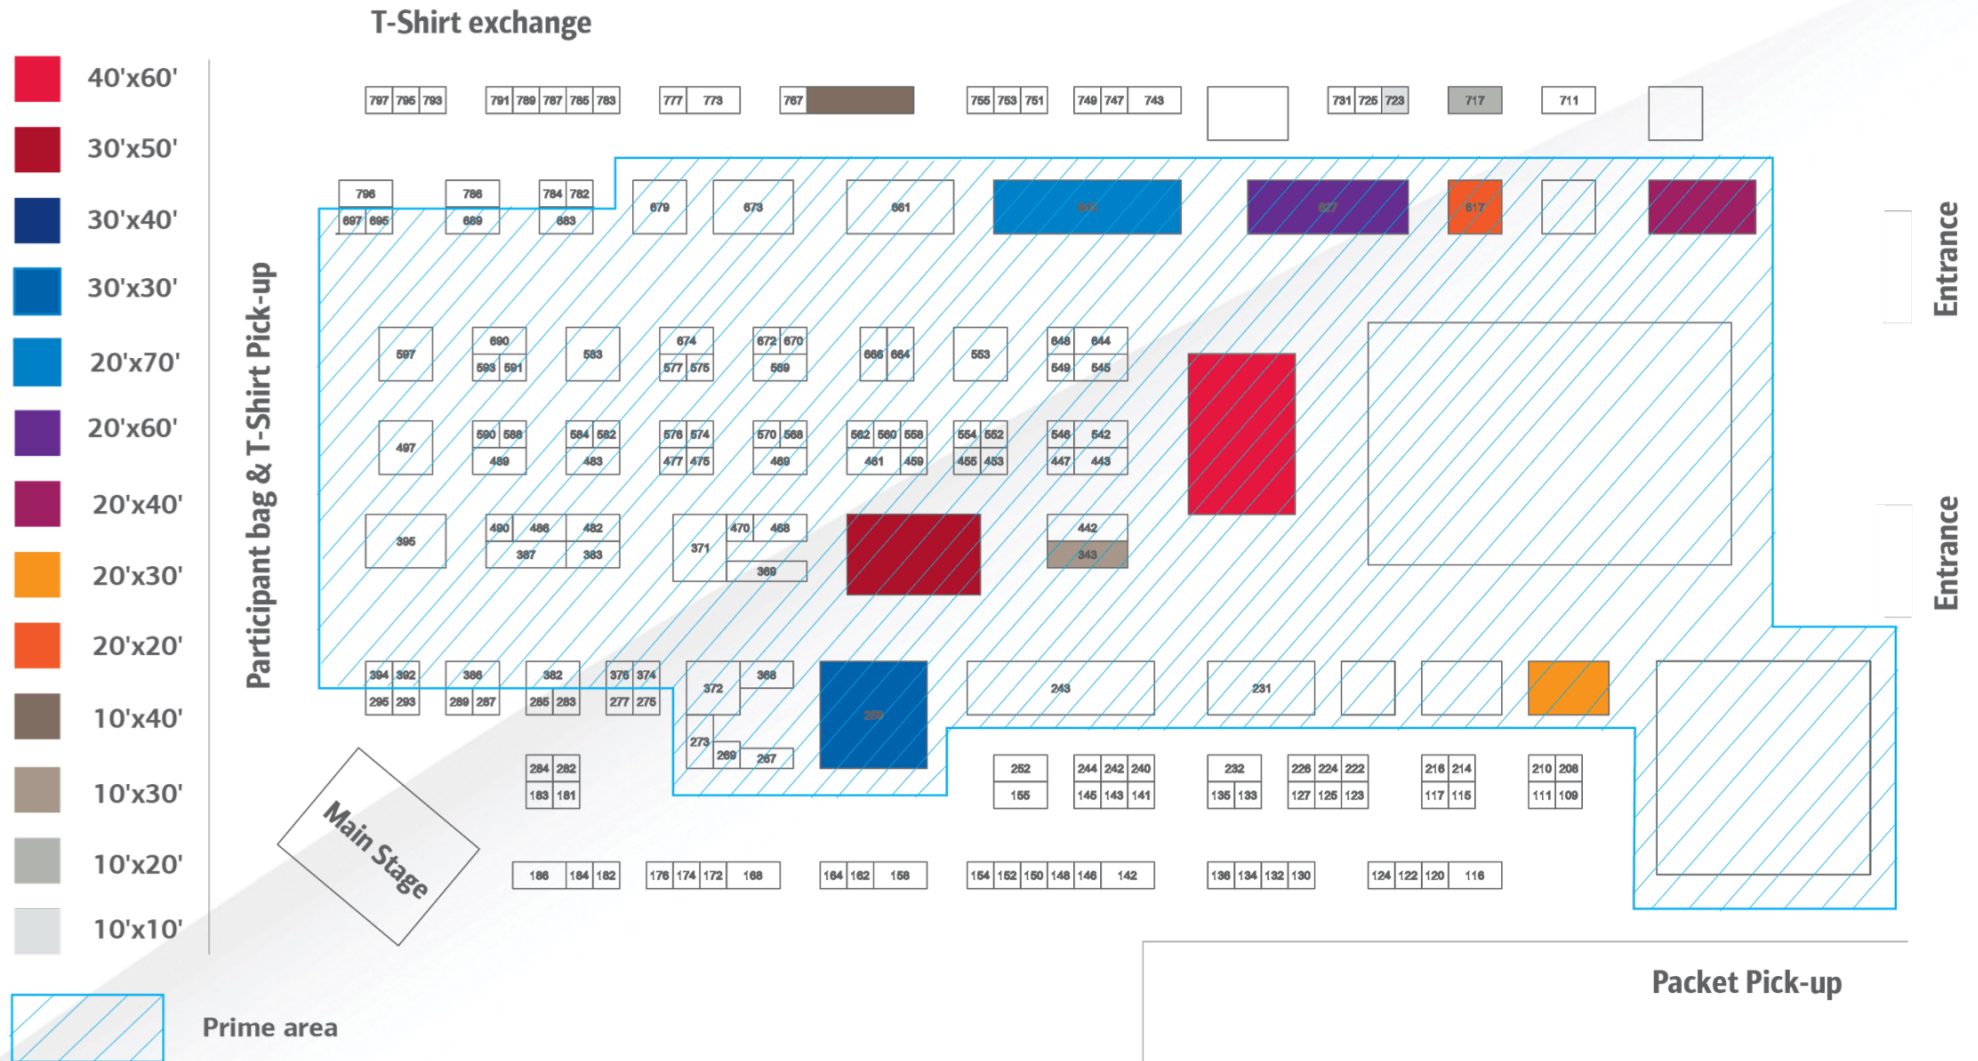 T-Shirt exchange
40'x60'
30'x50'
30'x40'
30'x30'
20'x70'
20'x60'
20'x40'
20'x30'
20'x20'
10'x40'
10'x30'
10'x20'
10'x10'
Prime area
Participant bag & T-Shirt Pick-up
797 795 793 791 789 787 785 783 777 773 767 755 753 751 749 747 743 731 725 723 717 711
796 786 784 782
697 695 689 683 679 673 661 627 617
Entrance
690 674 672 670 648 644
597 583 666 664 553
593 591 577 575 569 549 545
590 588 584 582 576 574 570 568 562 560 558 554 552 546 542
497
489 483 477 475 469 461 459 455 453 447 443
490 486 482 470 468 442
395 371
387 383 369 343
Entrance
394 392 386 382 376 374 372 368 243 231
295 293 289 287 285 283 277 275
273 269 267
284 282 252 244 242 240 232 226 224 222 216 214 210 208
183 181 155 145 143 141 135 133 127 125 123 117 115 111 109
Main Stage
186 184 182 176 174 172 168 164 162 158 154 152 150 148 146 142 136 134 132 130 124 122 120 116
Packet Pick-up